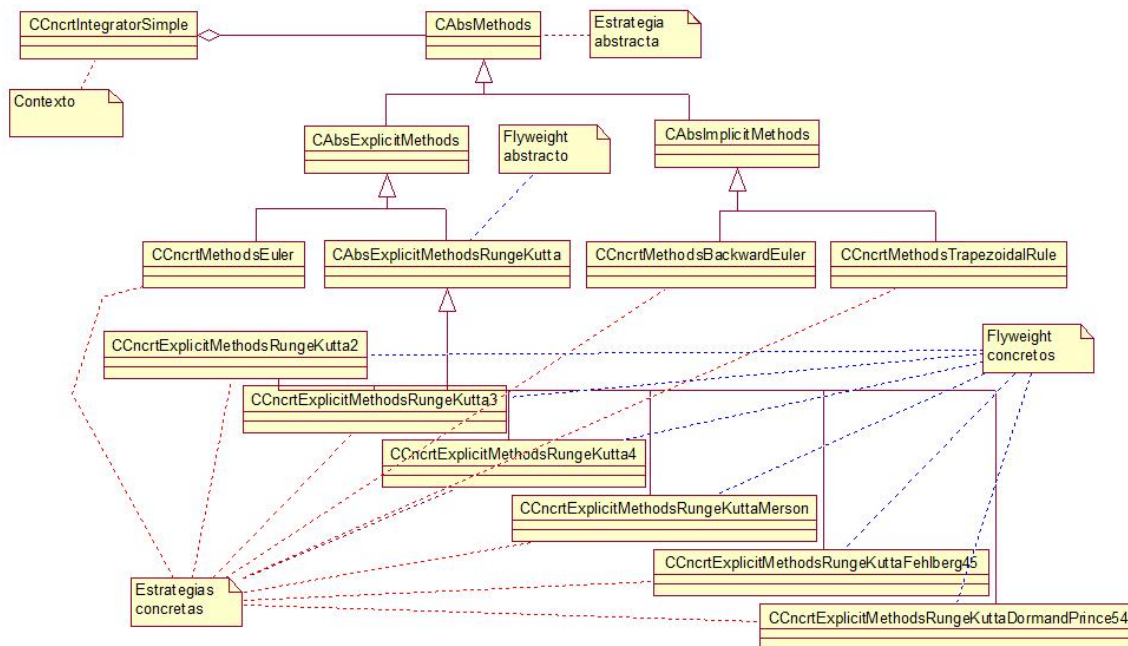 CCncrtIntegratorSimple
CAbsMethods
Estrategia
abstracta
Contexto
CAbsExplicitMethods
Flyweight
abstracto
CAbsImplicitMethods
CCncrtMethodsEuler
CAbsExplicitMethodsRungeKutta
CCncrtMethodsBackwardEuler
CCncrtMethodsTrapezoidalRule
CCncrtExplicitMethodsRungeKutta2
Flyweight
concretos
CCncrtExplicitMethodsRungeKutta3
CCncrtExplicitMethodsRungeKutta4
CCncrtExplicitMethodsRungeKuttaMerson
CCncrtExplicitMethodsRungeKuttaFehlberg45
Estrategias
concretas
CCncrtExplicitMethodsRungeKuttaDormandPrince54